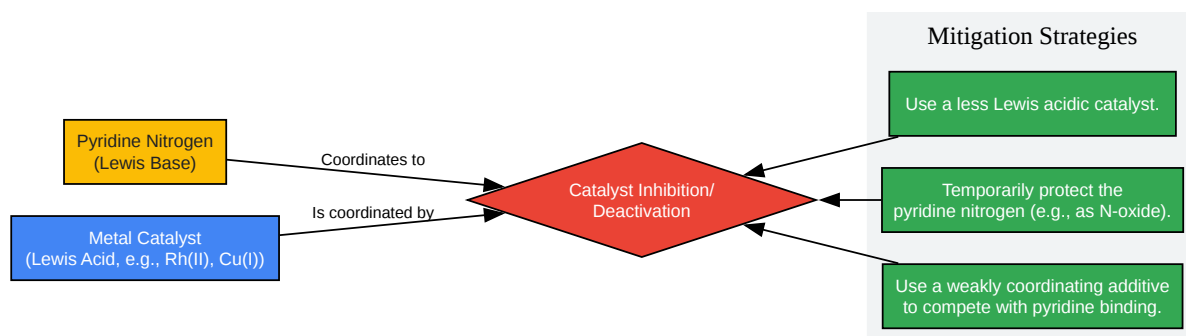 Mitigation Strategies
Use a less Lewis acidic catalyst.
Pyridine Nitrogen
(Lewis Base)
Coordinates to
Catalyst Inhibition/
Deactivation
Temporarily protect the
pyridine nitrogen (e.g., as N-oxide).
Is coordinated by
Metal Catalyst
(Lewis Acid, e.g., Rh(II), Cu(I))
Use a weakly coordinating additive
to compete with pyridine binding.